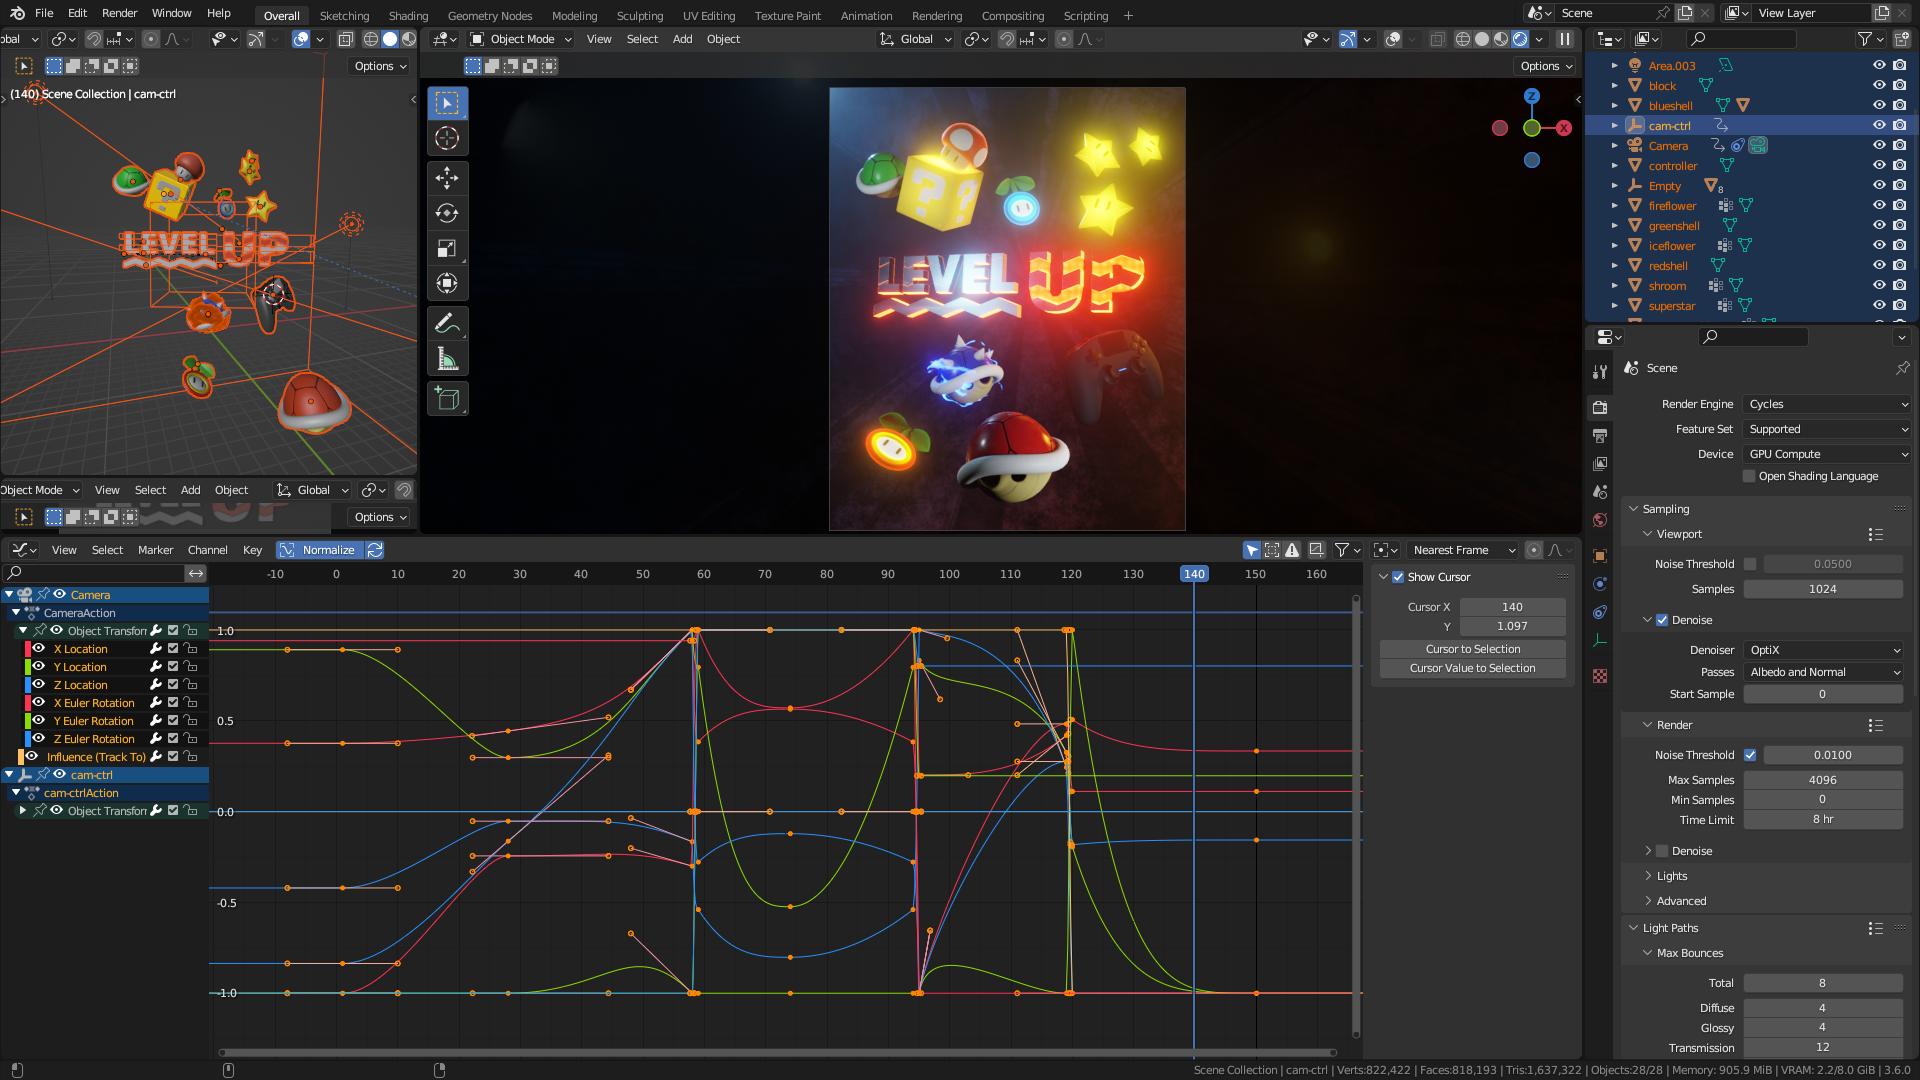 File Edit Render Window Help Overall Sketching Shading Geometry Nodes Modeling Sculpting UV Editing Texture Paint Animation Rendering Compositing Scripting + Scene View Layer
obal Object Mode View Select Add Object Global
Options Options
(140) Scene Collection | cam-ctrl
Z
X
LEVEL UP
LEVEL UP
Object Mode View Select Add Object Global
Options
Area.003
block
blueshell
cam-ctrl
Camera
controller
Empty 8
fireflower
greenshell
iceflower
redshell
shroom
superstar
Scene
Render Engine Cycles
Feature Set Supported
Device GPU Compute
Open Shading Language
Sampling
Viewport
Noise Threshold 0.0500
Samples 1024
Denoise
Denoiser OptiX
Passes Albedo and Normal
Start Sample 0
Render
Noise Threshold 0.0100
Max Samples 4096
Min Samples 0
Time Limit 8 hr
Denoise
Lights
Advanced
Light Paths
Max Bounces
Total 8
Diffuse 4
Glossy 4
Transmission 12
View Select Marker Channel Key Normalize Nearest Frame
-10 0 10 20 30 40 50 60 70 80 90 100 110 120 130 140 150 160
Camera
CameraAction
Object Transfor
X Location
Y Location
Z Location
X Euler Rotation
Y Euler Rotation
Z Euler Rotation
Influence (Track To)
cam-ctrl
cam-ctrlAction
Object Transfor
1.0
0.5
0.0
-0.5
-1.0
Show Cursor
Cursor X 140
Y 1.097
Cursor to Selection
Cursor Value to Selection
Scene Collection | cam-ctrl | Verts:822,422 | Faces:818,193 | Tris:1,637,322 | Objects:28/28 | Memory: 905.9 MiB | VRAM: 2.2/8.0 GiB | 3.6.0